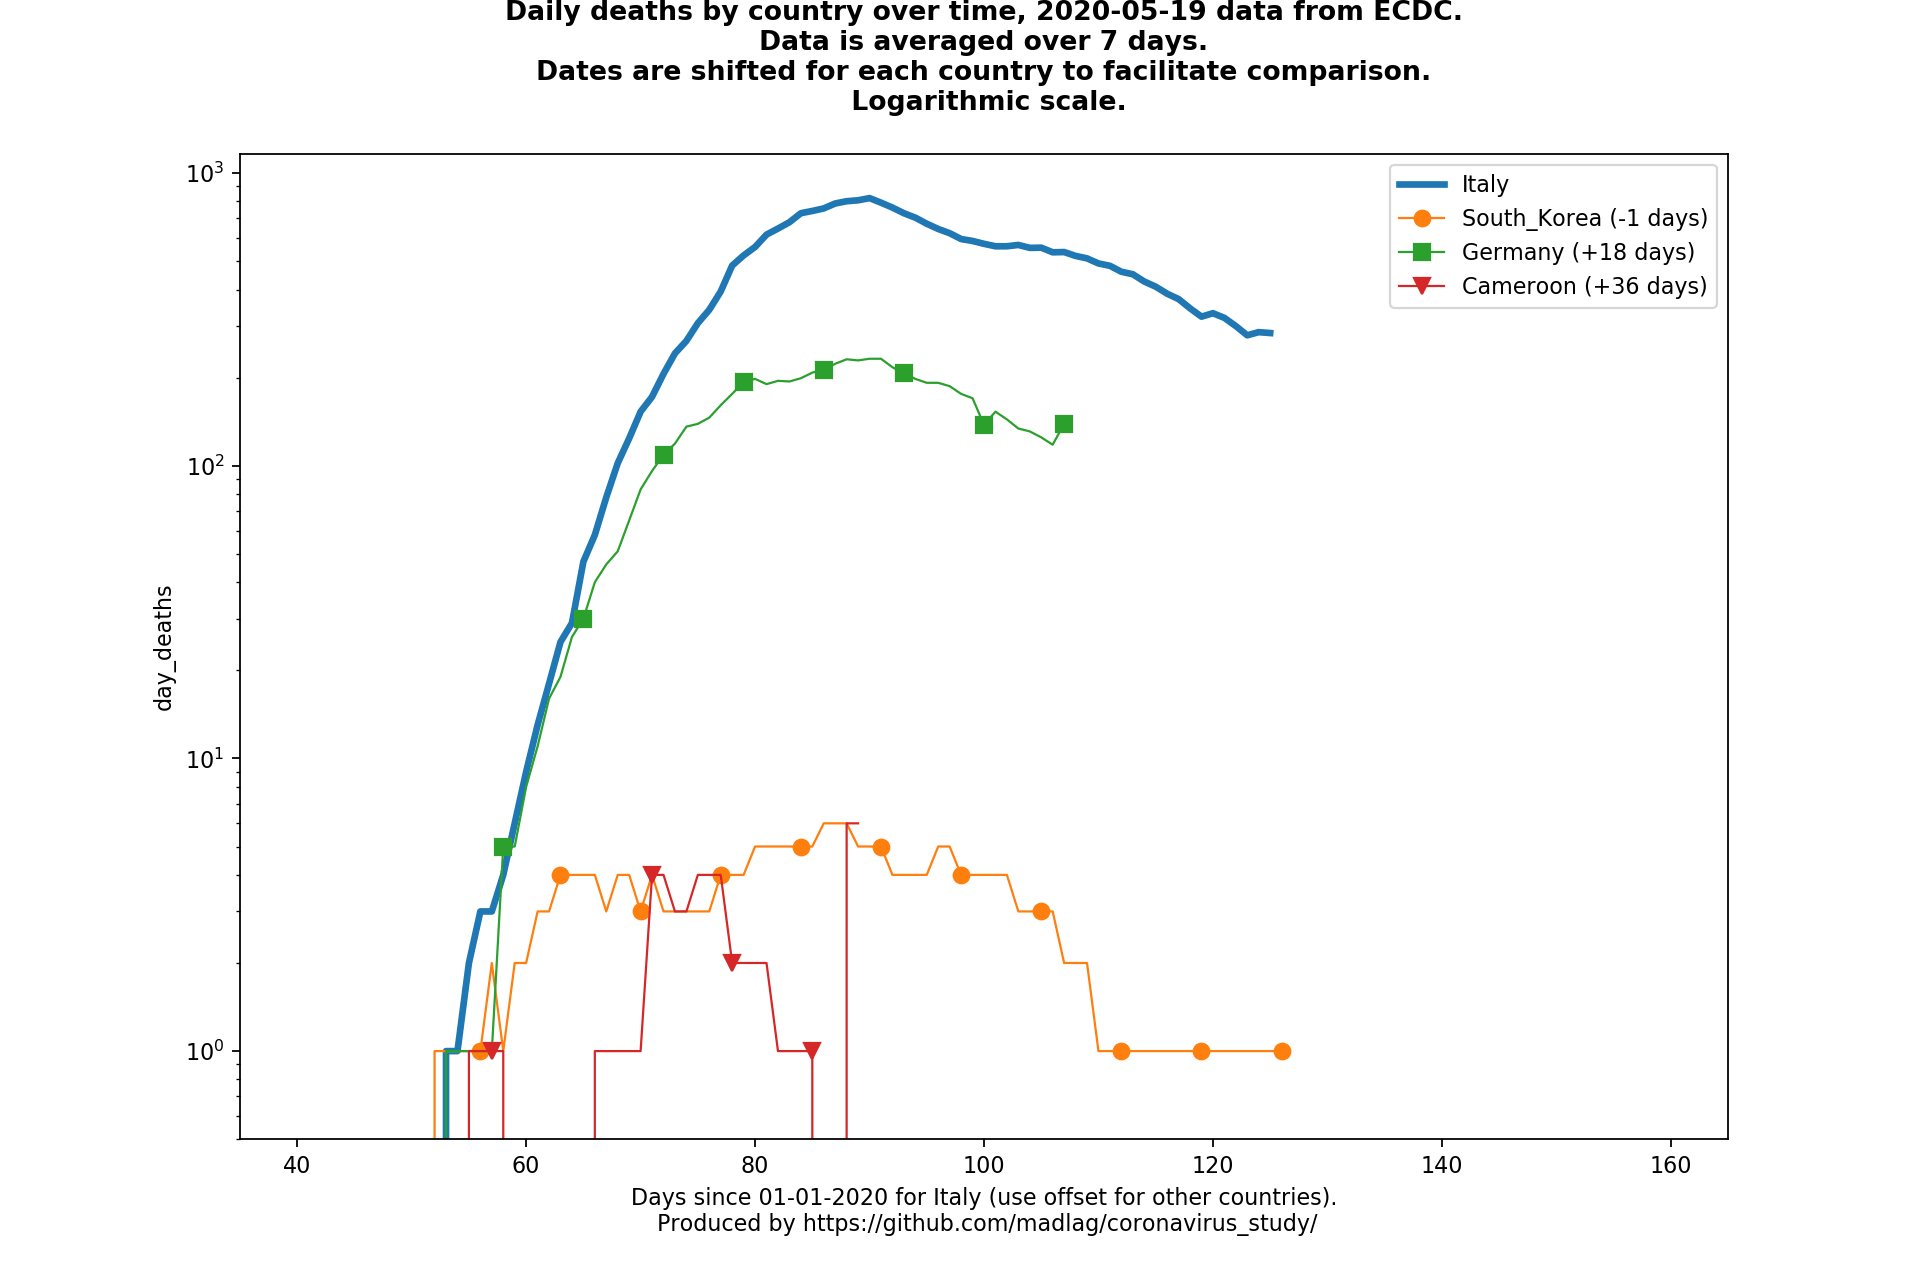 Daily deaths by country over time, 2020-05-19 data from ECDC.
Data is averaged over 7 days.
Dates are shifted for each country to facilitate comparison.
Logarithmic scale.
10³
10²
10¹
10⁰
day_deaths
Italy
South_Korea (-1 days)
Germany (+18 days)
Cameroon (+36 days)
40 60 80 100 120 140 160
Days since 01-01-2020 for Italy (use offset for other countries).
Produced by https://github.com/madlag/coronavirus_study/